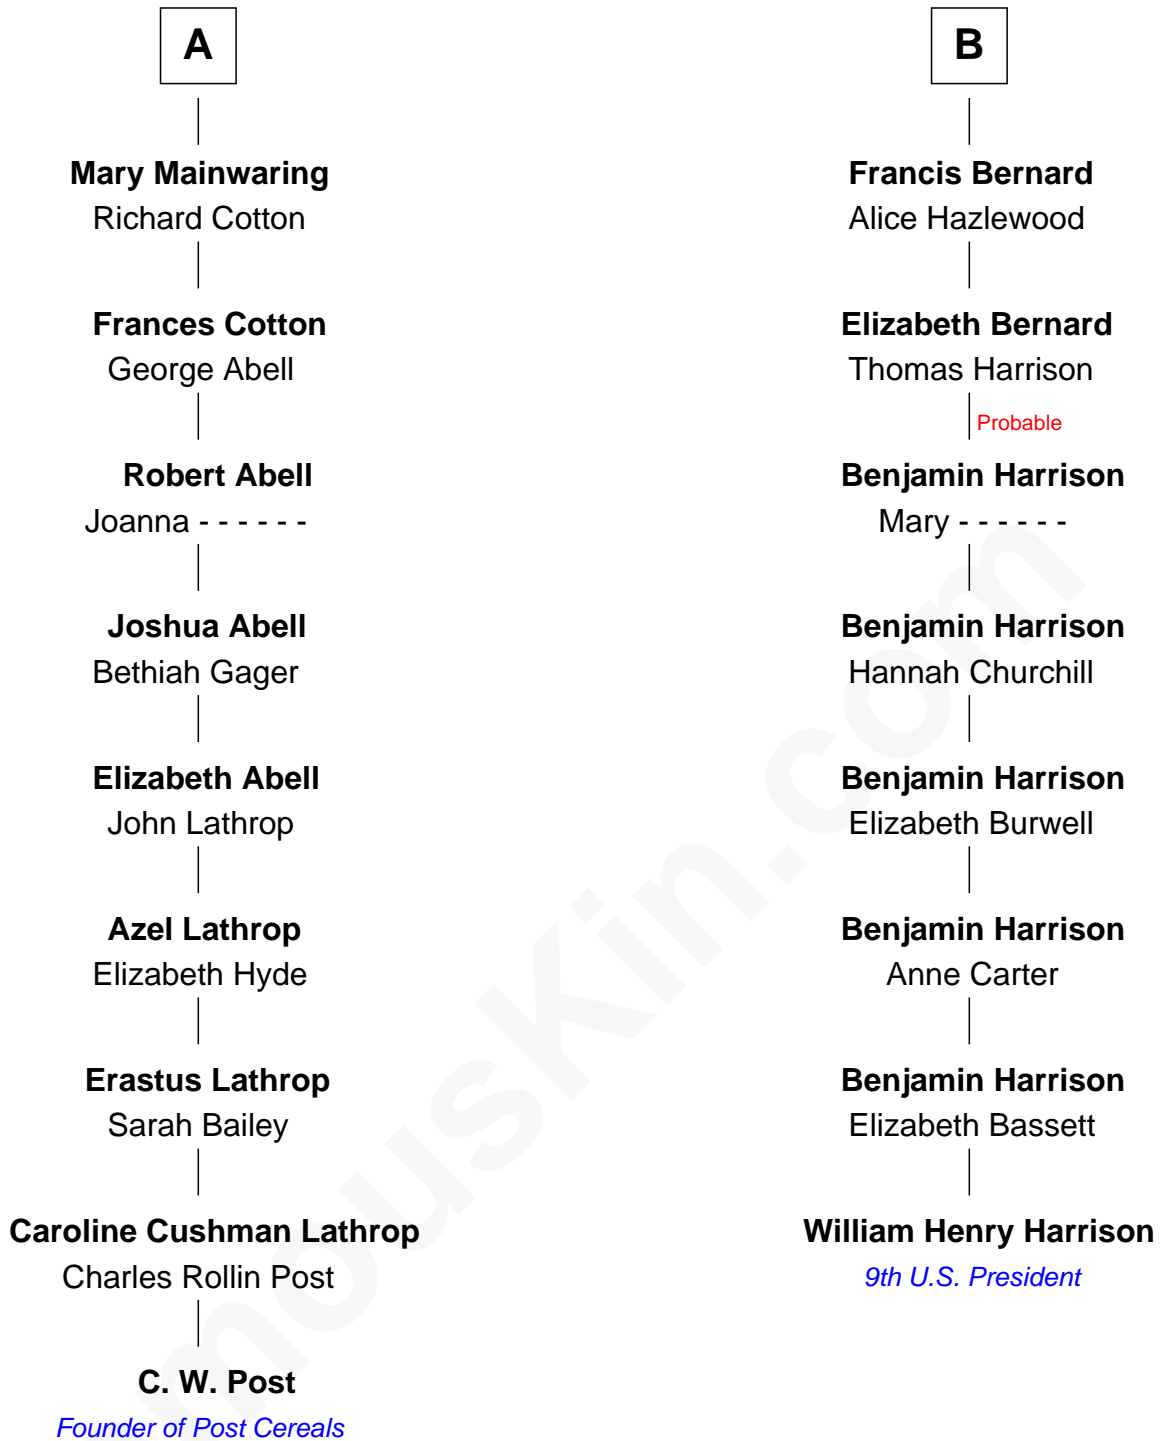 A
Mary Mainwaring
Richard Cotton
Frances Cotton
George Abell
Robert Abell
Joanna - - - - - -
Joshua Abell
Bethiah Gager
Elizabeth Abell
John Lathrop
Azel Lathrop
Elizabeth Hyde
Erastus Lathrop
Sarah Bailey
Caroline Cushman Lathrop
Charles Rollin Post
C. W. Post
Founder of Post Cereals
B
Francis Bernard
Alice Hazlewood
Elizabeth Bernard
Thomas Harrison
Probable
Benjamin Harrison
Mary - - - - - -
Benjamin Harrison
Hannah Churchill
Benjamin Harrison
Elizabeth Burwell
Benjamin Harrison
Anne Carter
Benjamin Harrison
Elizabeth Bassett
William Henry Harrison
9th U.S. President
mouskin.com